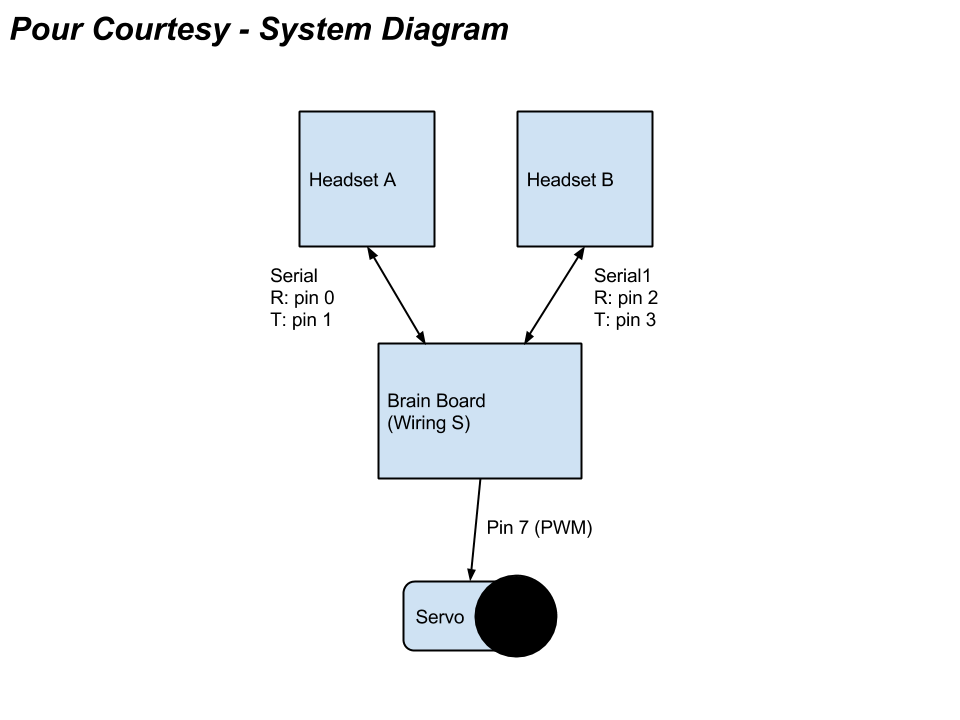 Pour Courtesy - System Diagram
Headset A
Headset B
Serial
R: pin 0
T: pin 1
Serial1
R: pin 2
T: pin 3
Brain Board
(Wiring S)
Pin 7 (PWM)
Servo